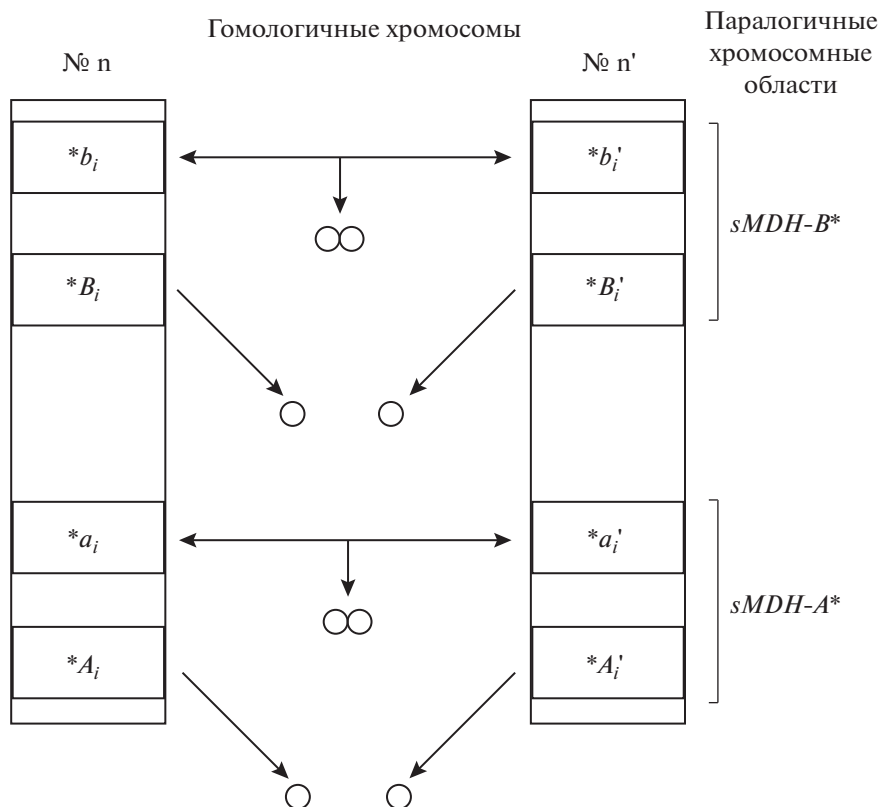 Гомологичные хромосомы
Паралогичные
хромосомные
области
№ n
№ n'
*b_i
*b_i'
sMDH-B*
*B_i
*B_i'
*a_i
*a_i'
sMDH-A*
*A_i
*A_i'